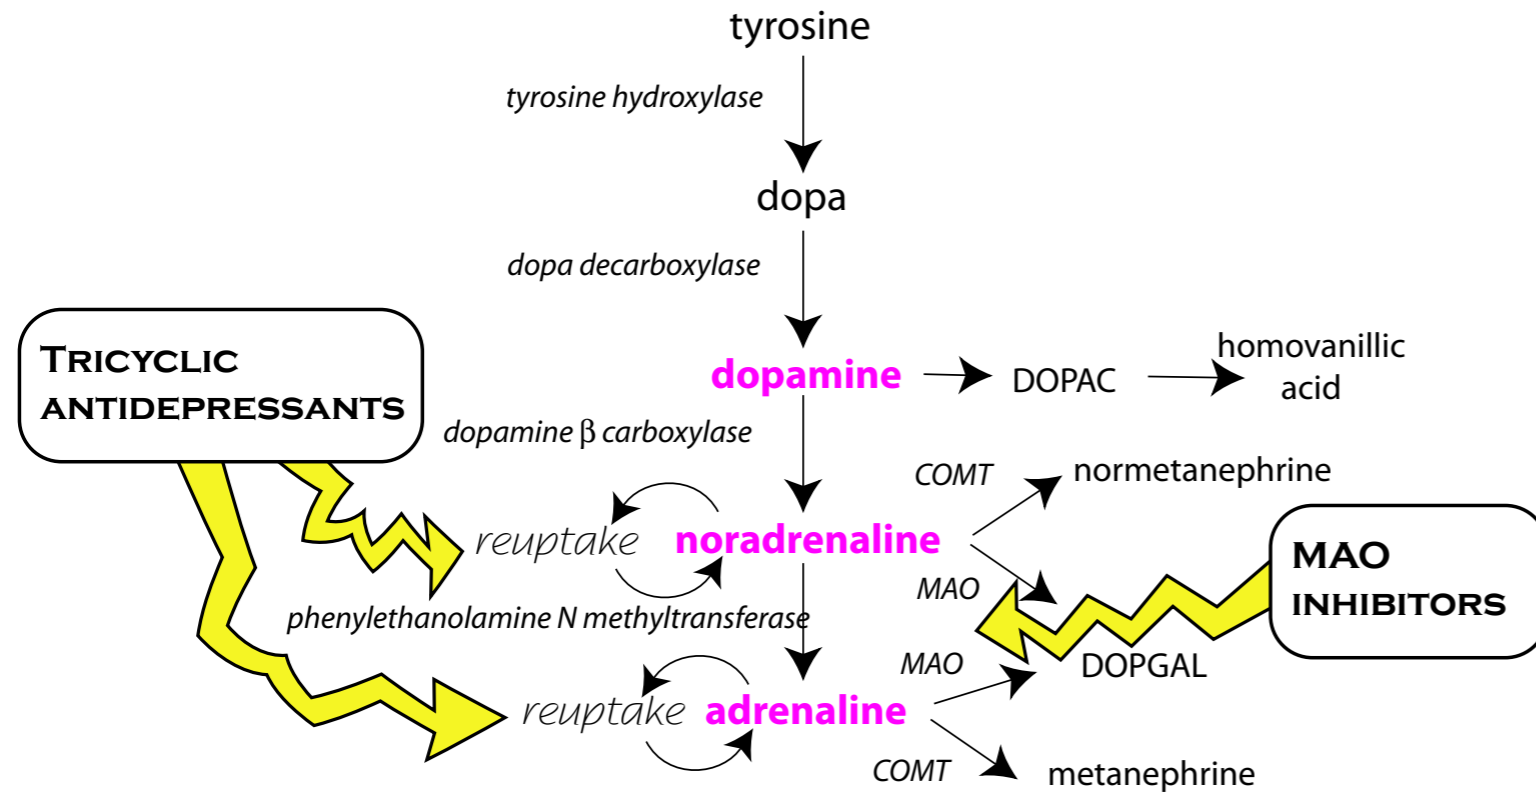 tyrosine
tyrosine hydroxylase
dopa
dopa decarboxylase
TRICYCLIC
ANTIDEPRESSANTS
dopamine
DOPAC
homovanillic
acid
dopamine β carboxylase
COMT
normetanephrine
reuptake
noradrenaline
MAO
MAO
INHIBITORS
phenylethanolamine N methyltransferase
MAO
DOPGAL
reuptake
adrenaline
COMT
metanephrine